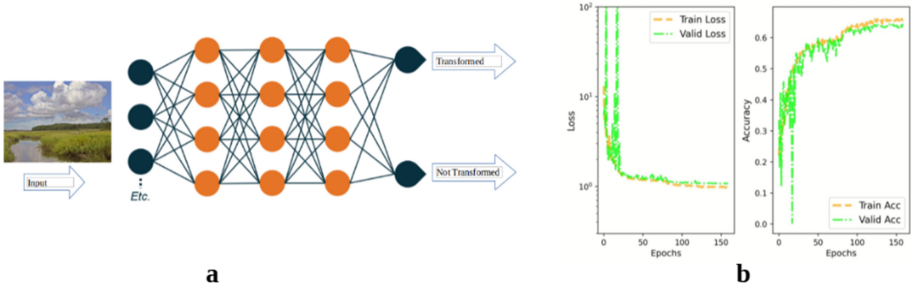 Input
Etc.
Transformed
Not Transformed
a
10²
10¹
10⁰
Loss
0
50
100
150
Epochs
Train Loss
Valid Loss
0.6
0.5
0.4
0.3
0.2
0.1
0.0
Accuracy
0
50
100
150
Epochs
Train Acc
Valid Acc
b